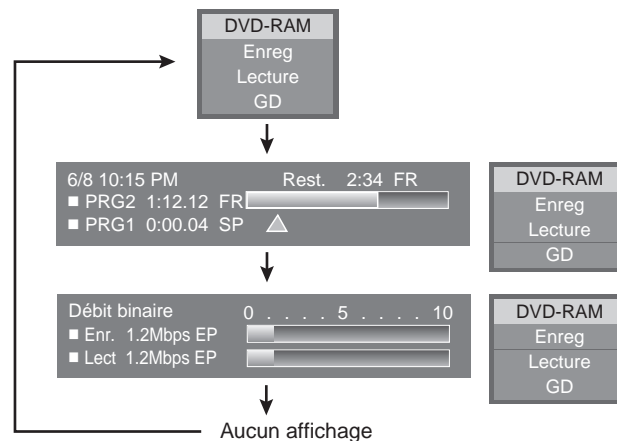 DVD-RAM
Enreg
Lecture
GD
6/8 10:15 PM Rest. 2:34 FR
■ PRG2 1:12.12 FR
■ PRG1 0:00.04 SP
DVD-RAM
Enreg
Lecture
GD
Débit binaire 0 . . . . 5 . . . . 10
■ Enr. 1.2Mbps EP
■ Lect 1.2Mbps EP
DVD-RAM
Enreg
Lecture
GD
Aucun affichage